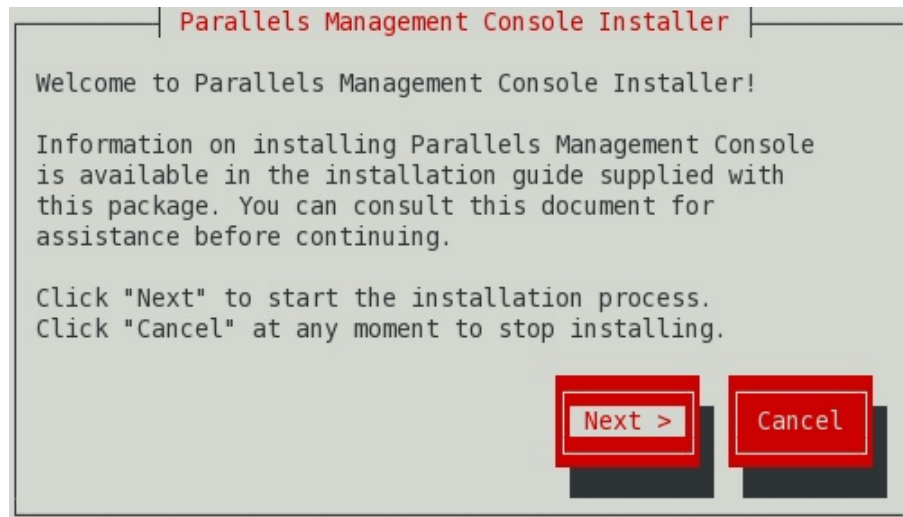 Parallels Management Console Installer
Welcome to Parallels Management Console Installer!
Information on installing Parallels Management Console
is available in the installation guide supplied with
this package. You can consult this document for
assistance before continuing.
Click "Next" to start the installation process.
Click "Cancel" at any moment to stop installing.
Next > Cancel